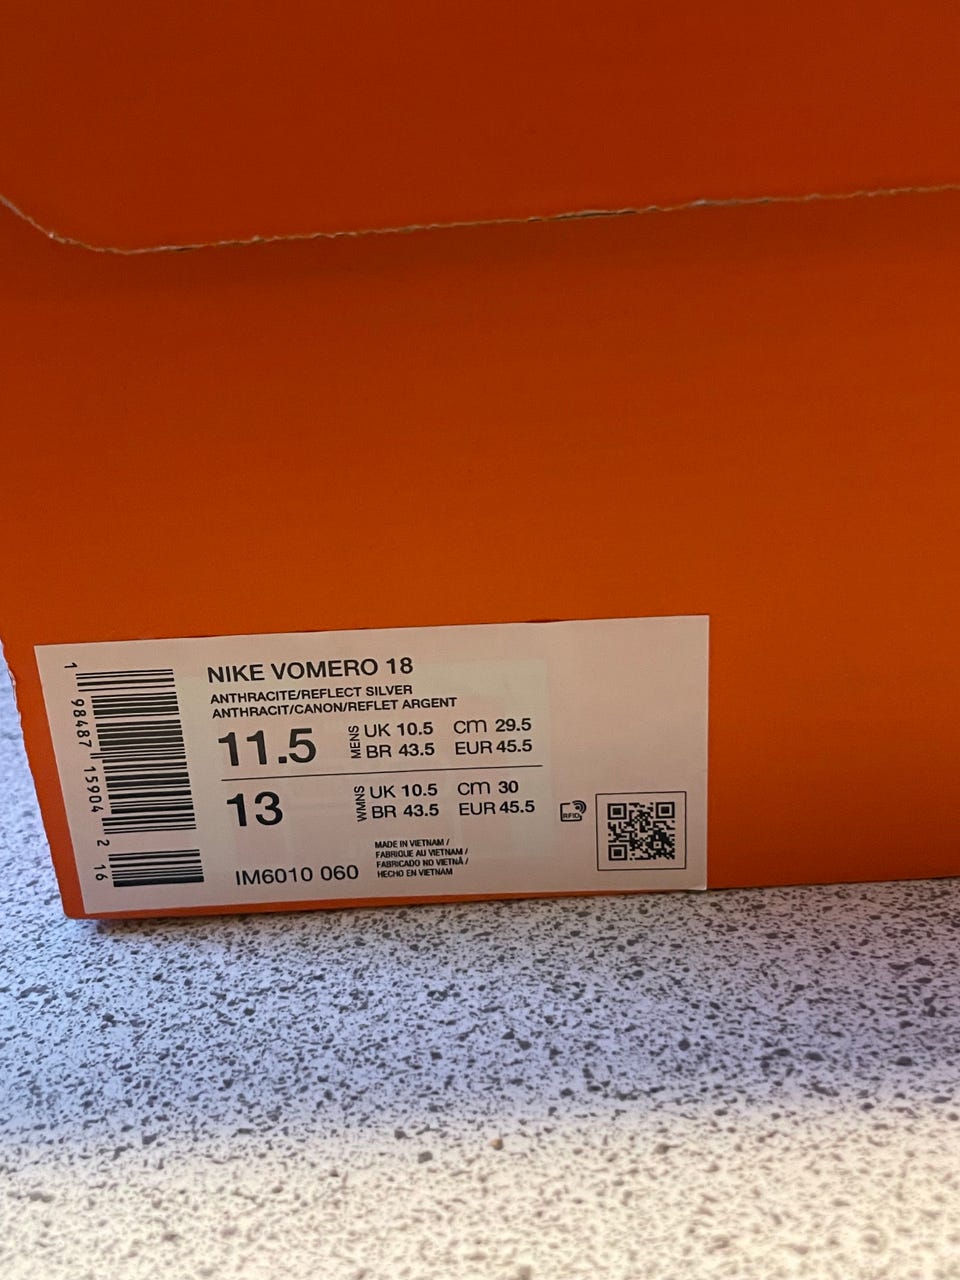 NIKE VOMERO 18
ANTHRACITE/REFLECT SILVER
ANTHRACIT/CANON/REFLET ARGENT
11.5 MENS UK 10.5 cm 29.5
BR 43.5 EUR 45.5
13 WMNS UK 10.5 cm 30
BR 43.5 EUR 45.5
RFID
IM6010 060
MADE IN VIETNAM /
FABRIQUE AU VIETNAM /
FABRICADO NO VIETNÃ /
HECHO EN VIETNAM
1 98487 15904 2 16